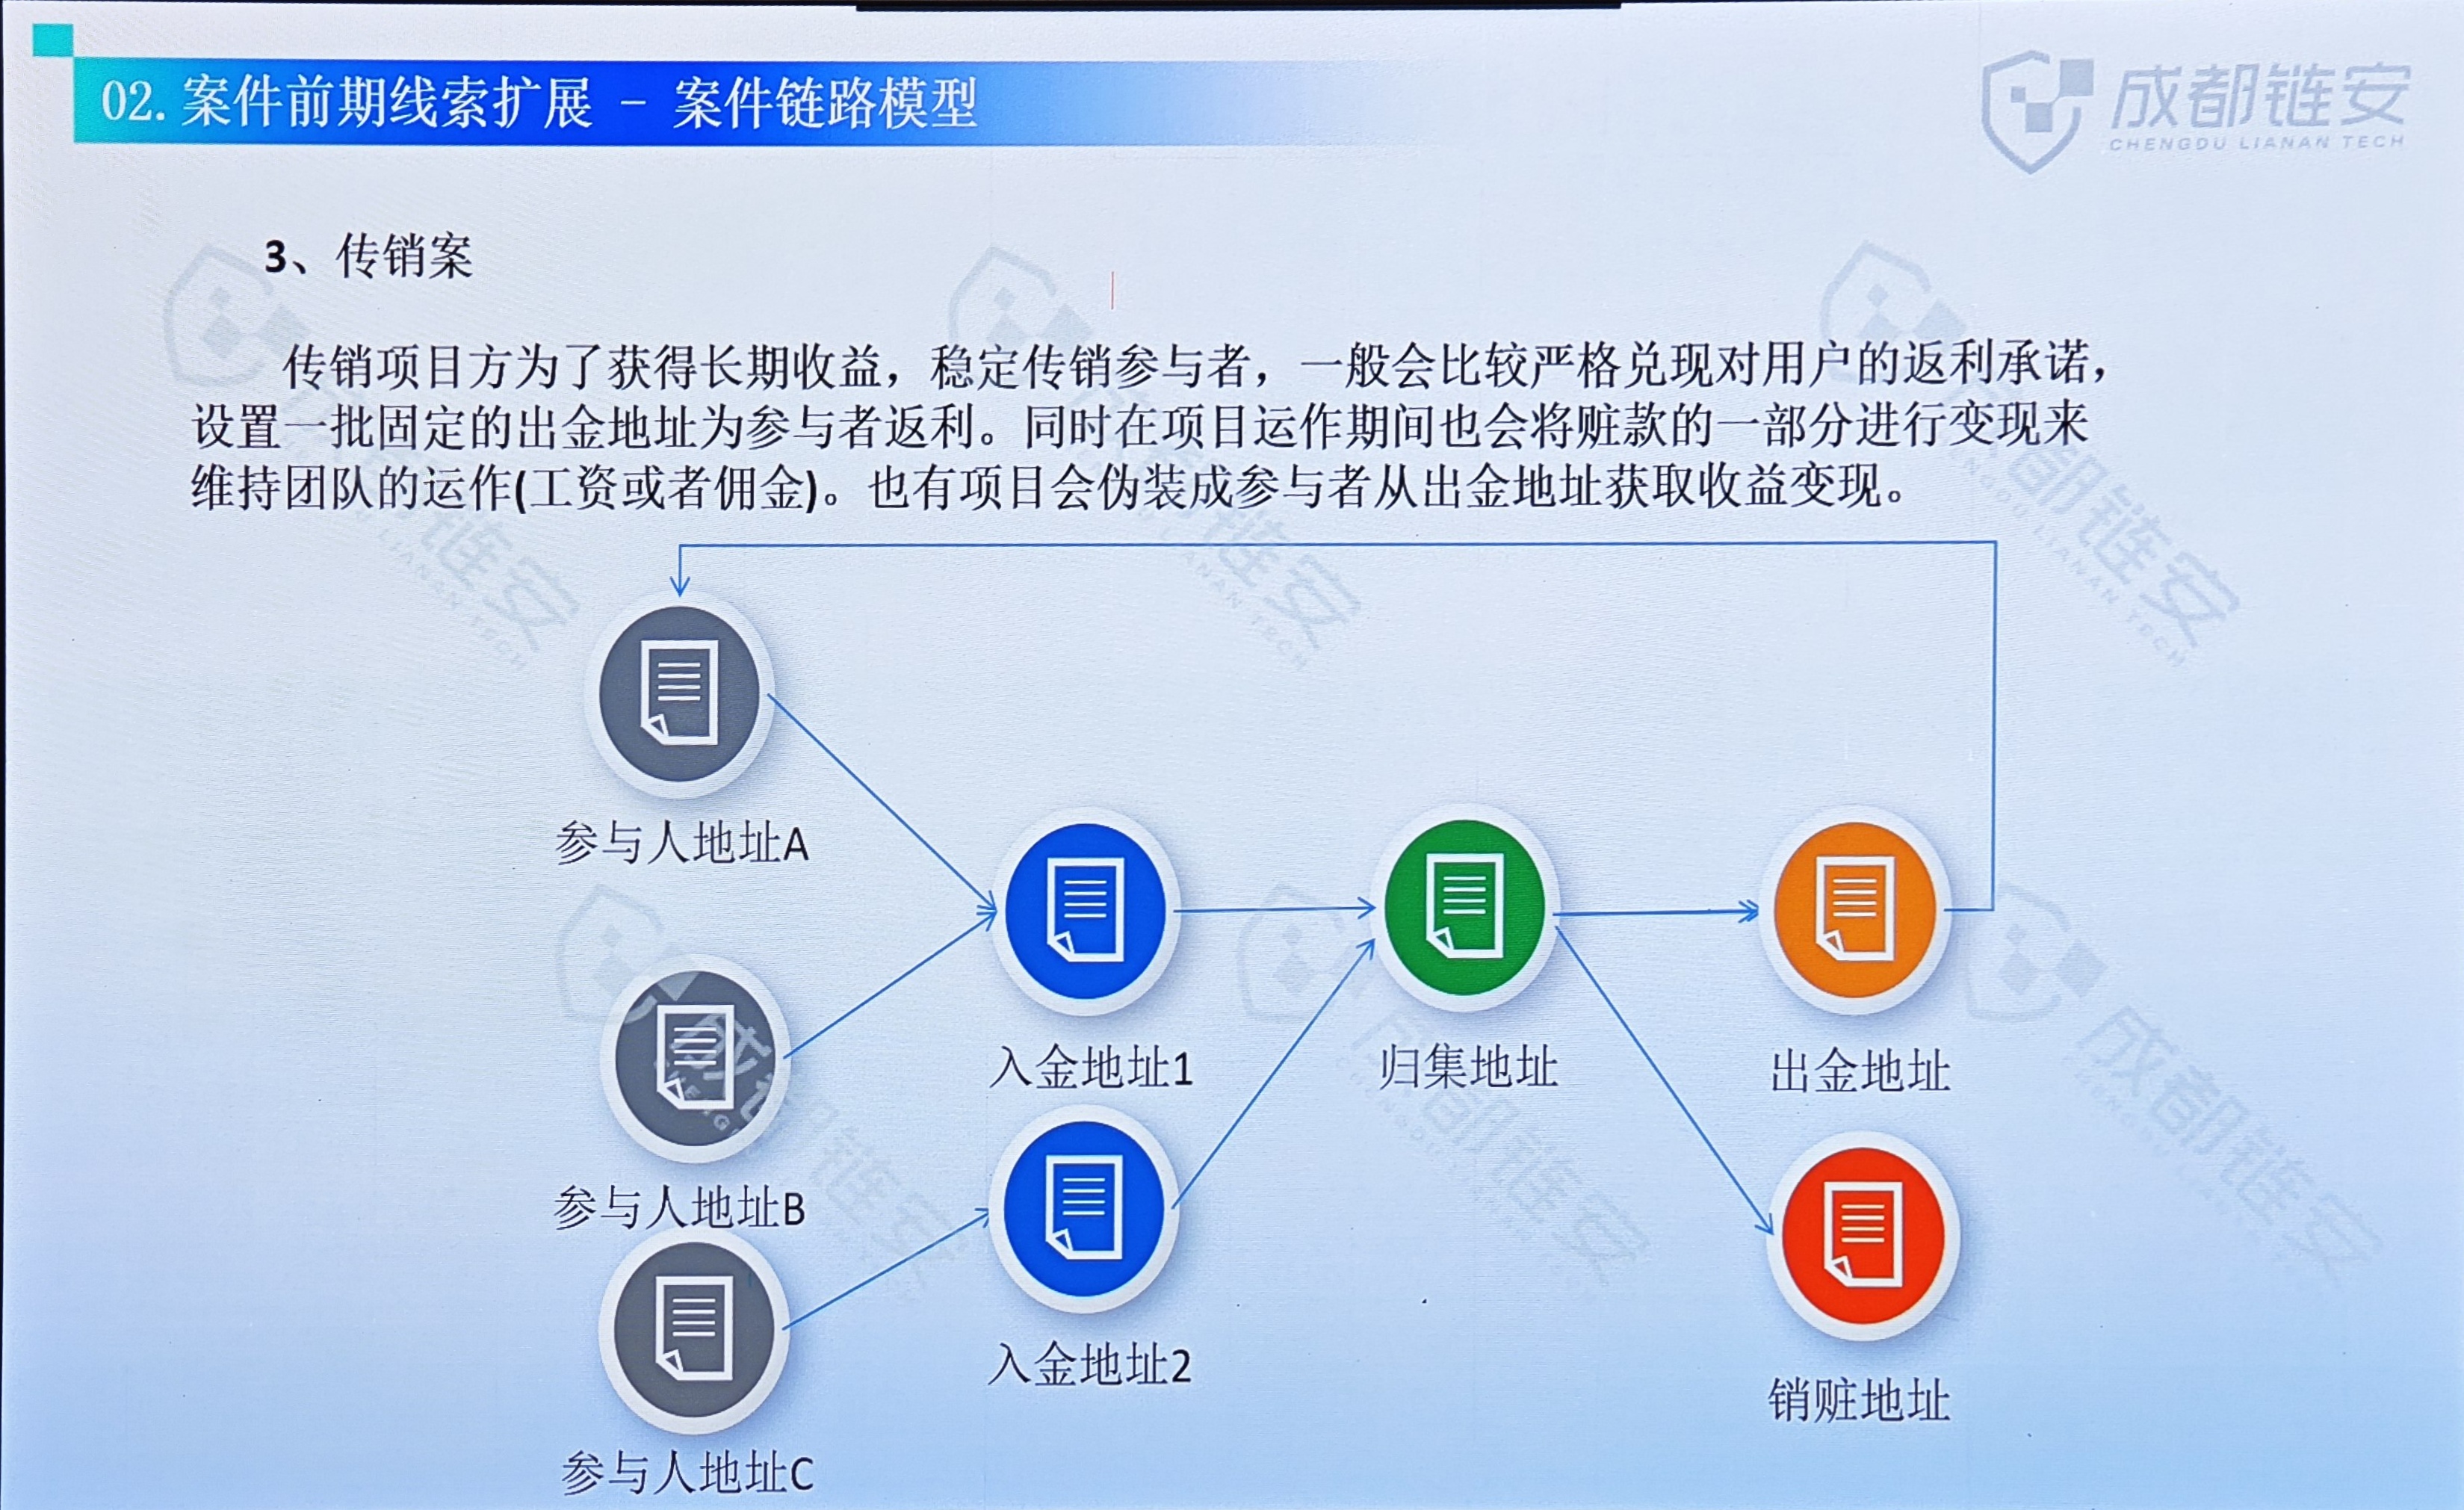 02.案件前期线索扩展 - 案件链路模型
成都链安
CHENGDU LIANAN TECH
3、传销案
传销项目方为了获得长期收益，稳定传销参与者，一般会比较严格兑现对用户的返利承诺，
设置一批固定的出金地址为参与者返利。同时在项目运作期间也会将赃款的一部分进行变现来
维持团队的运作(工资或者佣金)。也有项目会伪装成参与者从出金地址获取收益变现。
参与人地址A
入金地址1
归集地址
出金地址
参与人地址B
入金地址2
销赃地址
参与人地址C